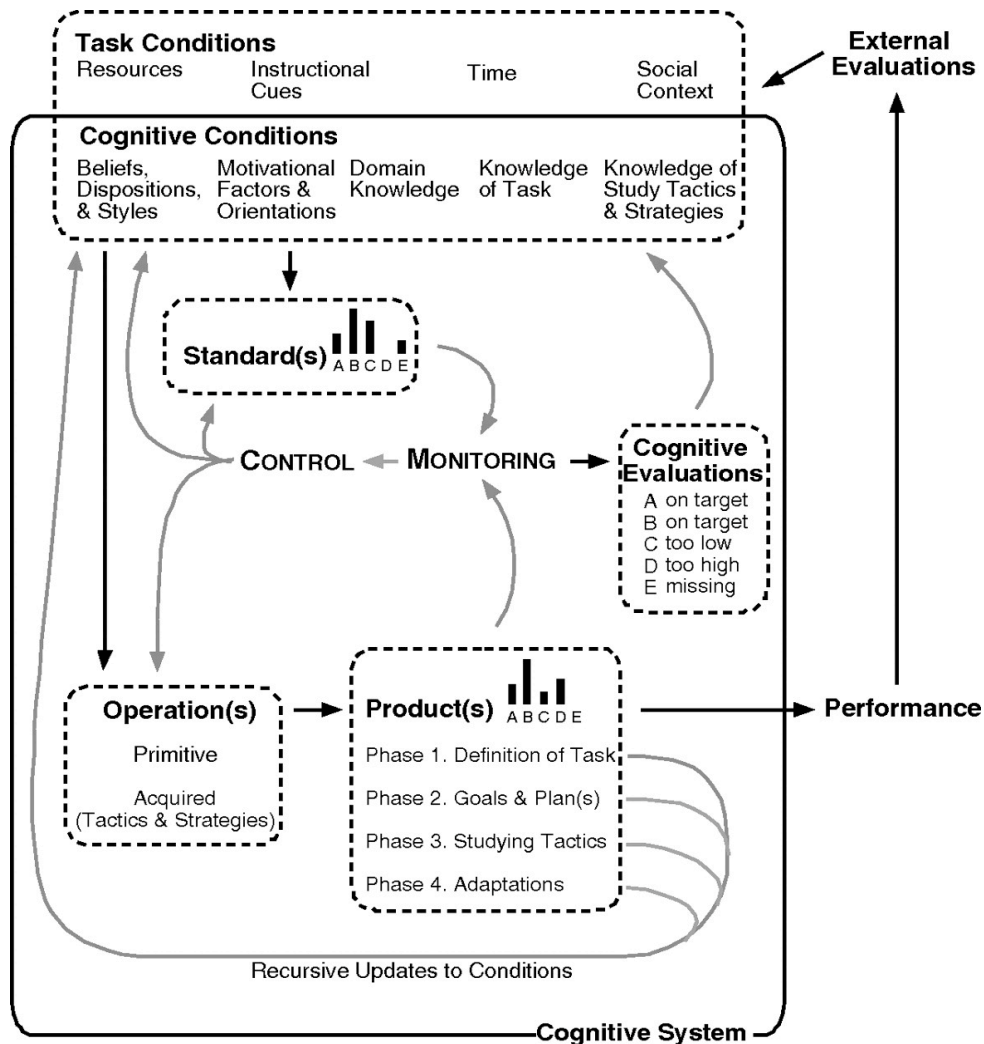 Task Conditions
Resources
Instructional
Cues
Time
Social
Context
External
Evaluations
Cognitive Conditions
Beliefs,
Dispositions,
& Styles
Motivational
Factors &
Orientations
Domain
Knowledge
Knowledge
of Task
Knowledge of
Study Tactics
& Strategies
Standard(s)
A B C D E
CONTROL
MONITORING
Cognitive
Evaluations
A on target
B on target
C too low
D too high
E missing
Operation(s)
Primitive
Acquired
(Tactics & Strategies)
Product(s)
A B C D E
Phase 1. Definition of Task
Phase 2. Goals & Plan(s)
Phase 3. Studying Tactics
Phase 4. Adaptations
Performance
Recursive Updates to Conditions
Cognitive System